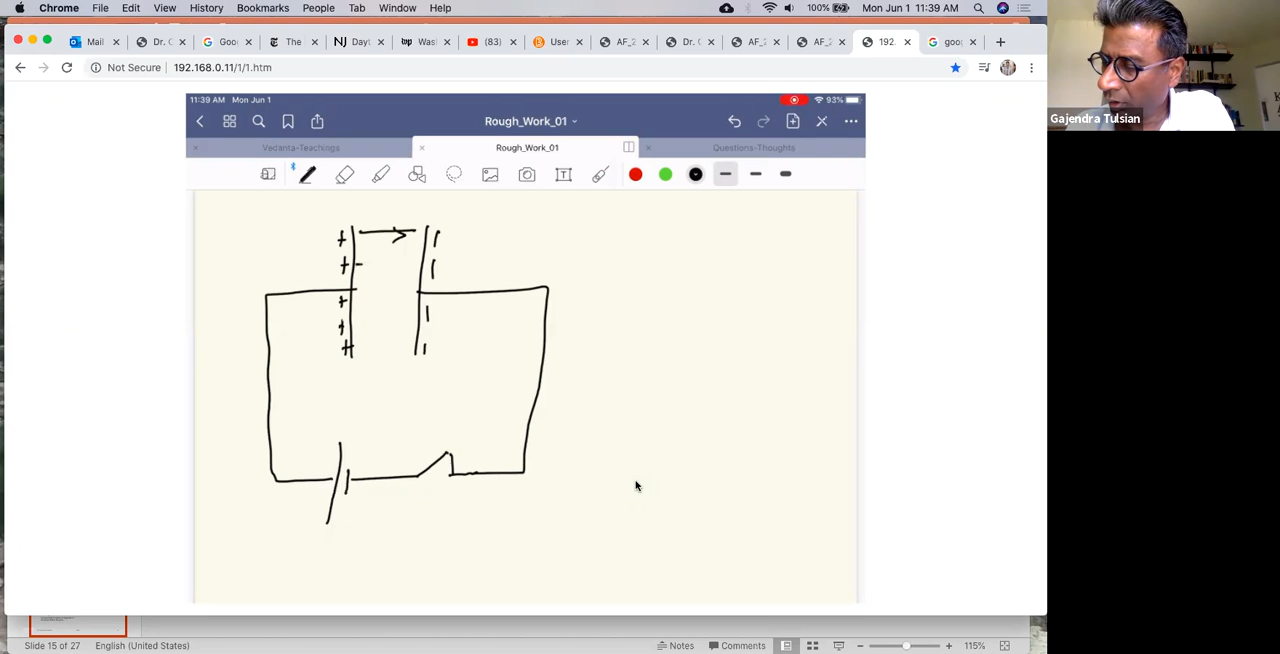 Chrome File Edit View History Bookmarks People Tab Window Help 100% Mon Jun 1 11:39 AM
Mail Dr. C Goo The NJ Dayt wp Was (83) User AF_2 Dr. C AF_2 AF_2 192. goo
Not Secure 192.168.0.11/1/1.htm
11:39 AM Mon Jun 1 93%
Rough_Work_01
Vedanta-Teachings Rough_Work_01 Questions-Thoughts
T
+
+ -
+
+
+
Gajendra Tulsian
Slide 15 of 27 English (United States) Notes Comments 115%